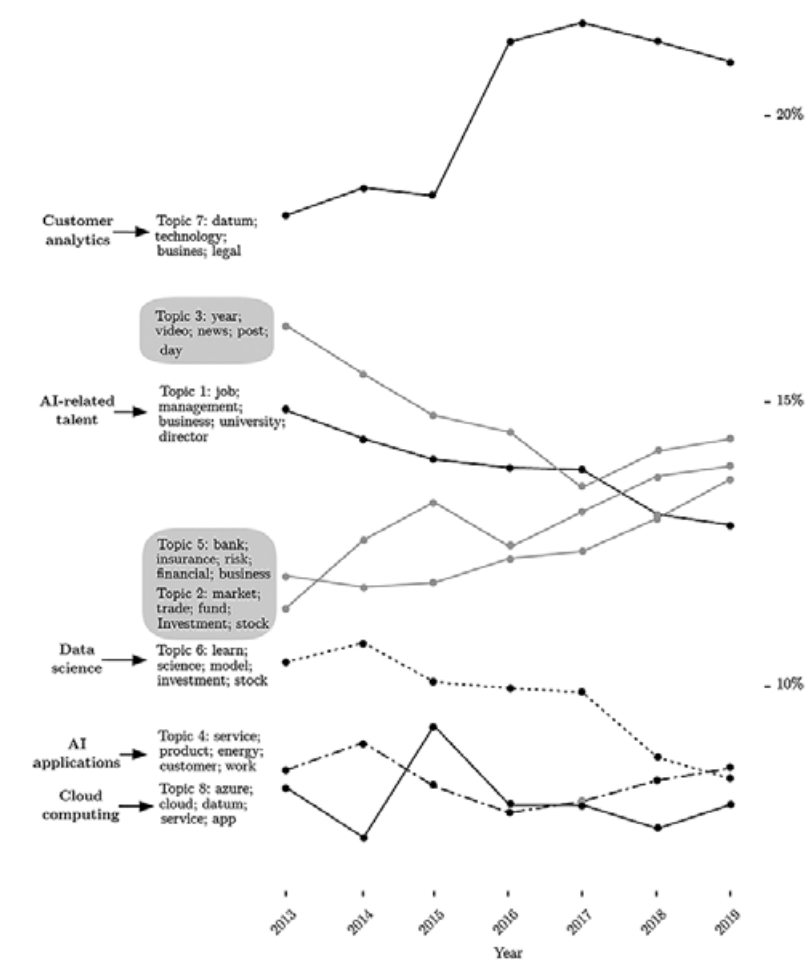 - 20%
Customer
analytics
Topic 7: datum;
technology;
busines; legal
Topic 3: year;
video; news; post;
day
AI-related
talent
Topic 1: job;
management;
business; university;
director
- 15%
Topic 5: bank;
insurance; risk;
financial; business
Topic 2: market;
trade; fund;
Investment; stock
Data
science
Topic 6: learn;
science; model;
investment; stock
- 10%
AI
applications
Topic 4: service;
product; energy;
customer; work
Cloud
computing
Topic 8: azure;
cloud; datum;
service; app
2013
2014
2015
2016
2017
2018
2019
Year